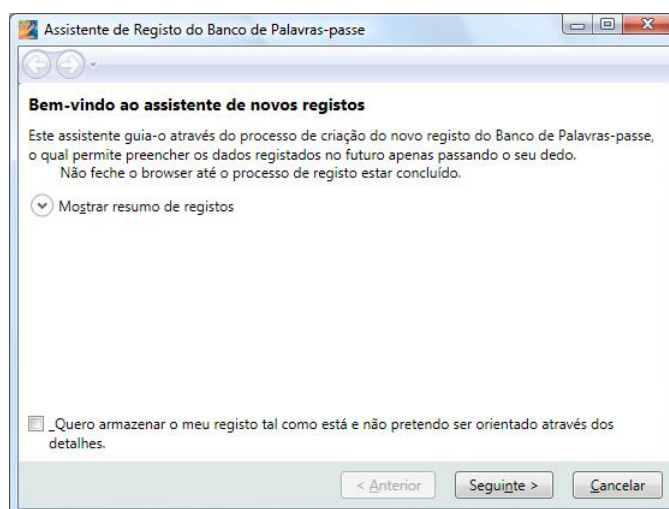 Assistente de Registo do Banco de Palavras-passe
Bem-vindo ao assistente de novos registos
Este assistente guia-o através do processo de criação do novo registo do Banco de Palavras-passe,
o qual permite preencher os dados registados no futuro apenas passando o seu dedo.
Não feche o browser até o processo de registo estar concluído.
Mostrar resumo de registos
_Quero armazenar o meu registo tal como está e não pretendo ser orientado através dos
detalhes.
< Anterior Seguinte > Cancelar